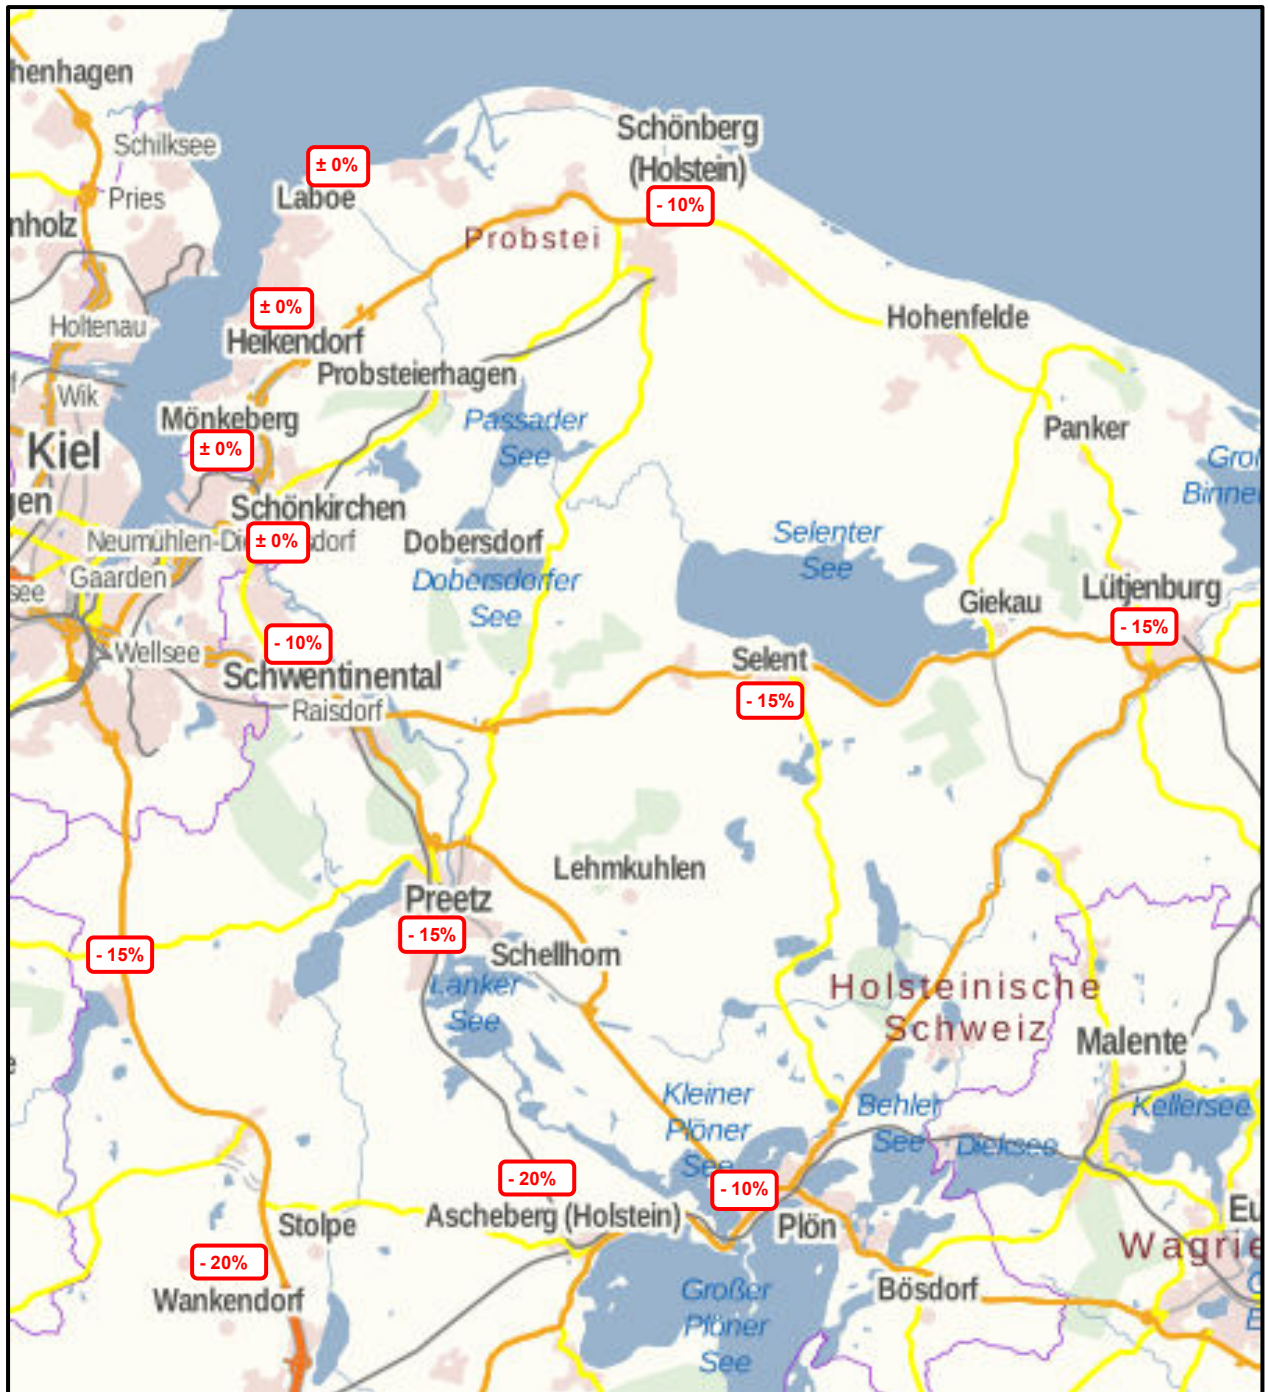 henhagen
Schilksee
Pries
nholz
Holtenau
Wik
Kiel
gen
see
Laboe
± 0%
Schönberg
(Holstein)
- 10%
Probstei
± 0%
Heikendorf
Probsteierhagen
Hohenfelde
Mönkeberg
± 0%
Passader
See
Panker
Schönkirchen
± 0%
Gaarden
Dobersdorf
Dobersdorfer
See
Selenter
See
Giekau
Lütjenburg
- 15%
Wellsee
- 10%
Schwentinental
Raisdorf
Selent
- 15%
Lehmkuhlen
Preetz
- 15%
- 15%
Schellhorn
Lanker
See
Holsteinische
Schweiz
Malente
Kleiner
Plöner
See
Behler
See
Dieksee
Kellersee
- 20%
Ascheberg (Holstein)
- 10%
Plön
Stolpe
- 20%
Wankendorf
Großer
Plöner
See
Bösdorf
Eu
Wagrie